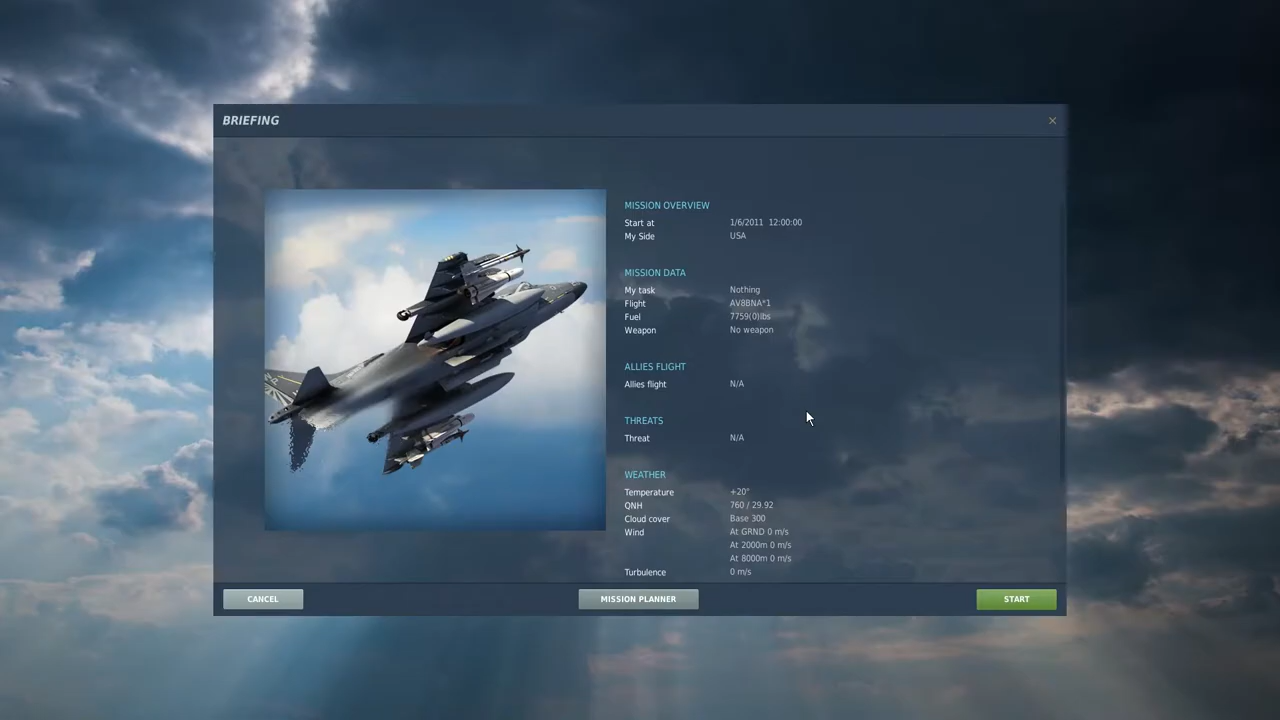 BRIEFING
MISSION OVERVIEW
Start at 1/6/2011 12:00:00
My Side USA
MISSION DATA
My task Nothing
Flight AV8BNA*1
Fuel 7759(0)lbs
Weapon No weapon
ALLIES FLIGHT
Allies flight N/A
THREATS
Threat N/A
WEATHER
Temperature +20°
QNH 760 / 29.92
Cloud cover Base 300
Wind At GRND 0 m/s
At 2000m 0 m/s
At 8000m 0 m/s
Turbulence 0 m/s
CANCEL MISSION PLANNER START